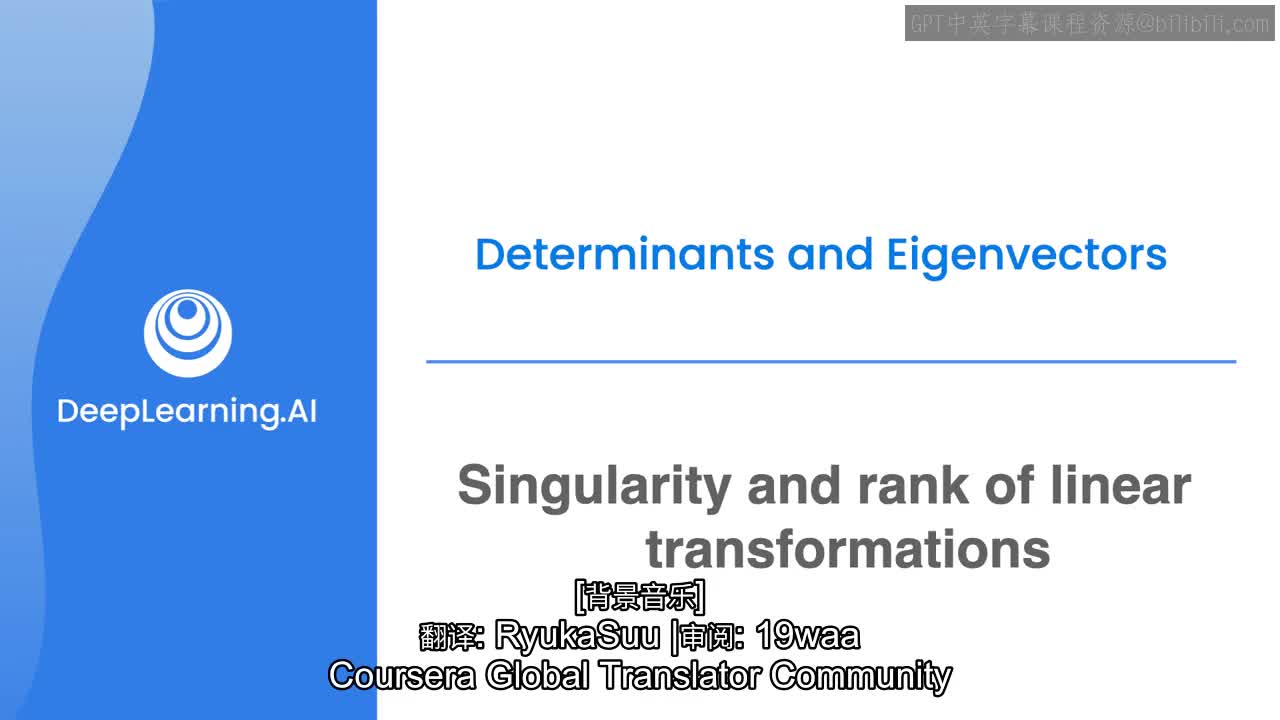 GPT中英字幕课程资源@bilibili.com
Determinants and Eigenvectors
DeepLearning.AI
Singularity and rank of linear
transformations
[背景音乐]
翻译: RyukaSuu |审阅: 19waa
Coursera Global Translator Community